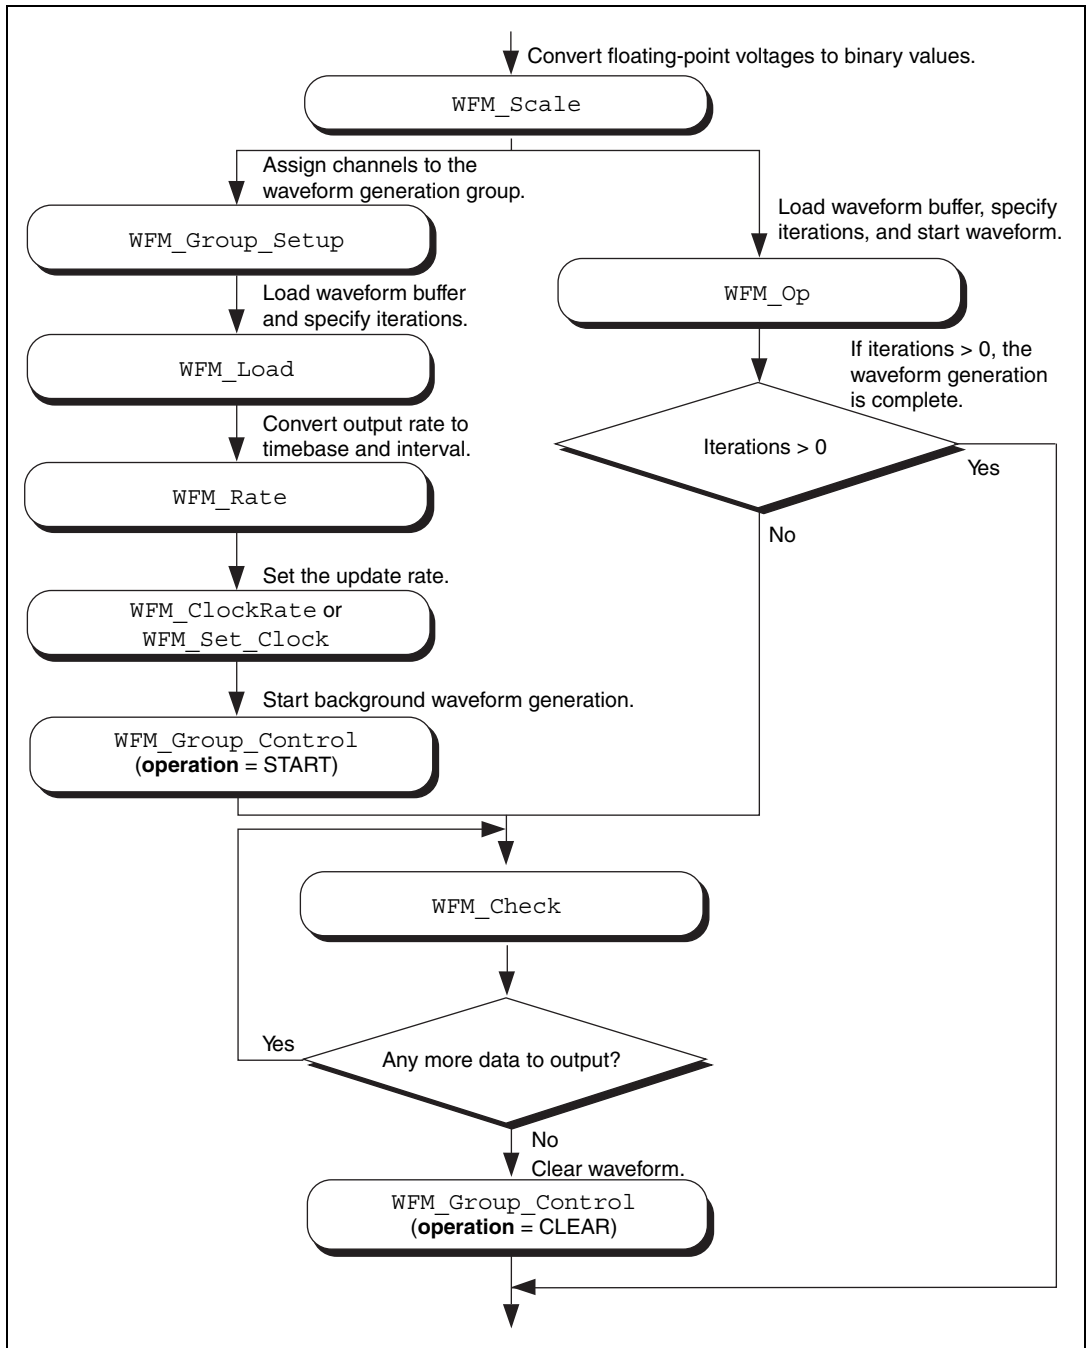 Convert floating-point voltages to binary values.
WFM_Scale
Assign channels to the
waveform generation group.
WFM_Group_Setup
Load waveform buffer
and specify iterations.
WFM_Load
Convert output rate to
timebase and interval.
WFM_Rate
Set the update rate.
WFM_ClockRate or
WFM_Set_Clock
Start background waveform generation.
WFM_Group_Control
(operation = START)
Load waveform buffer, specify
iterations, and start waveform.
WFM_Op
If iterations > 0, the
waveform generation
is complete.
Iterations > 0
Yes
No
WFM_Check
Yes
Any more data to output?
No
Clear waveform.
WFM_Group_Control
(operation = CLEAR)